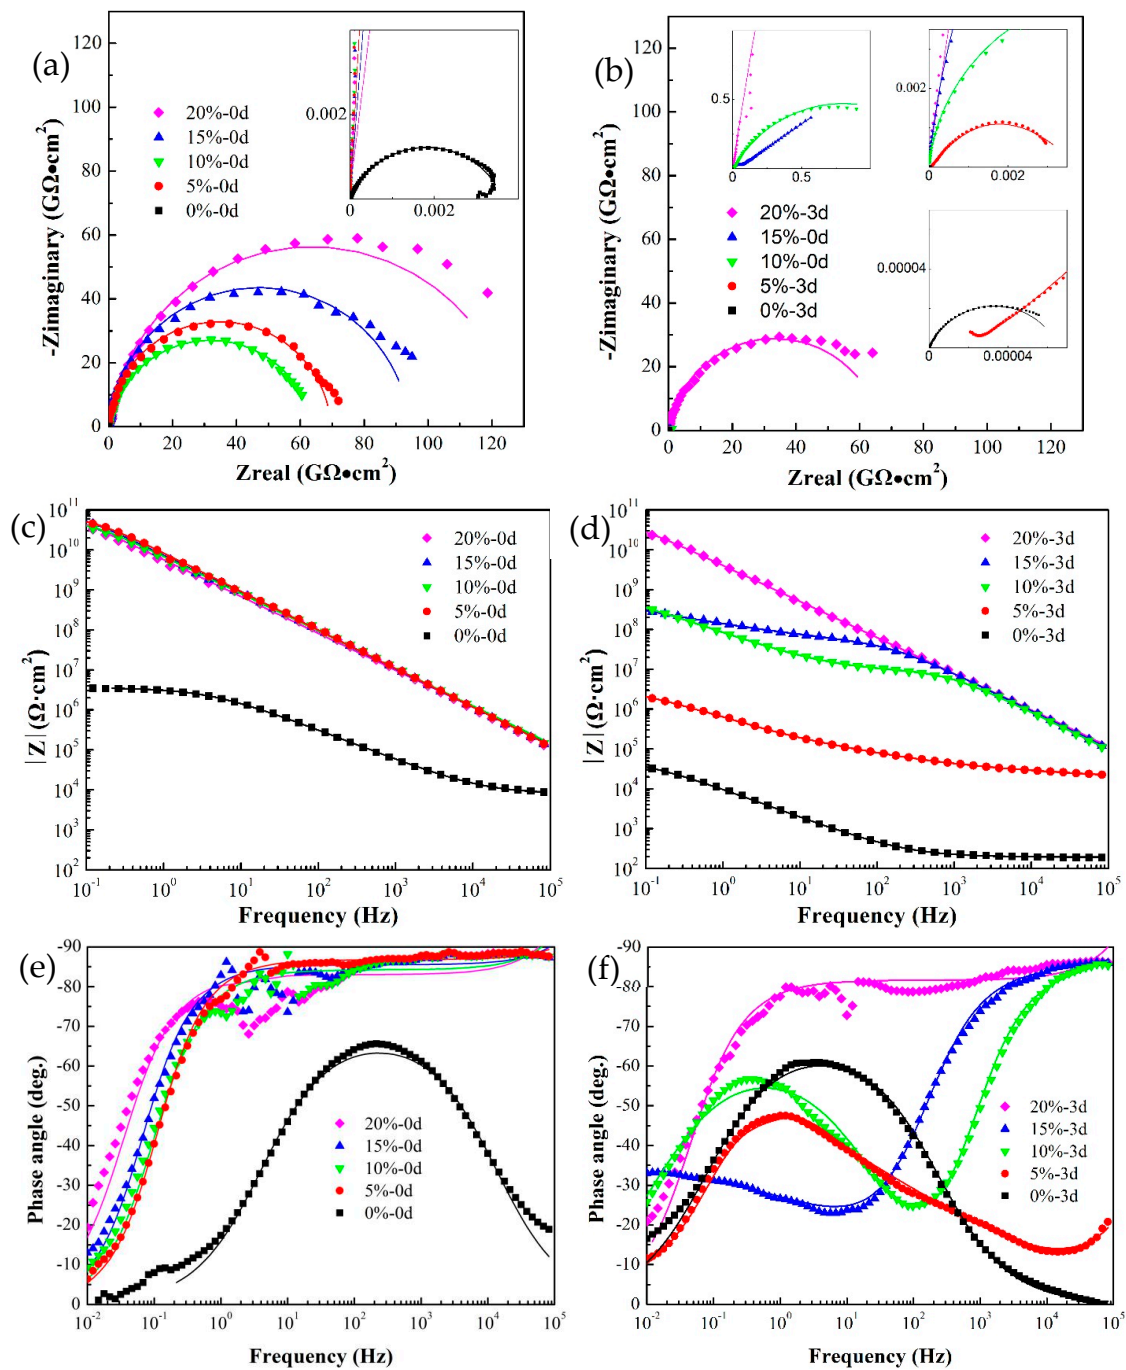 (a)
120
100
80
60
40
20
0
-Zimaginary (GΩ•cm²)
20%-0d
15%-0d
10%-0d
5%-0d
0%-0d
0.002
0
0.002
0 20 40 60 80 100 120
Zreal (GΩ•cm²)
(b)
120
100
80
60
40
20
0
-Zimaginary (GΩ•cm²)
0.5
0
0.5
0.002
0
0.002
20%-3d
15%-0d
10%-0d
5%-3d
0%-3d
0.00004
0
0.00004
0 20 40 60 80 100 120
Zreal (GΩ•cm²)
(c)
10¹¹
10¹⁰
10⁹
10⁸
10⁷
10⁶
10⁵
10⁴
10³
10²
|Z| (Ω·cm²)
20%-0d
15%-0d
10%-0d
5%-0d
0%-0d
10⁻¹ 10⁰ 10¹ 10² 10³ 10⁴ 10⁵
Frequency (Hz)
(d)
10¹¹
10¹⁰
10⁹
10⁸
10⁷
10⁶
10⁵
10⁴
10³
10²
|Z| (Ω·cm²)
20%-3d
15%-3d
10%-3d
5%-3d
0%-3d
10⁻¹ 10⁰ 10¹ 10² 10³ 10⁴ 10⁵
Frequency (Hz)
(e)
-90
-80
-70
-60
-50
-40
-30
-20
-10
0
Phase angle (deg.)
20%-0d
15%-0d
10%-0d
5%-0d
0%-0d
10⁻² 10⁻¹ 10⁰ 10¹ 10² 10³ 10⁴ 10⁵
Frequency (Hz)
(f)
-90
-80
-70
-60
-50
-40
-30
-20
-10
0
Phase angle (deg.)
20%-3d
15%-3d
10%-3d
5%-3d
0%-3d
10⁻² 10⁻¹ 10⁰ 10¹ 10² 10³ 10⁴ 10⁵
Frequency (Hz)